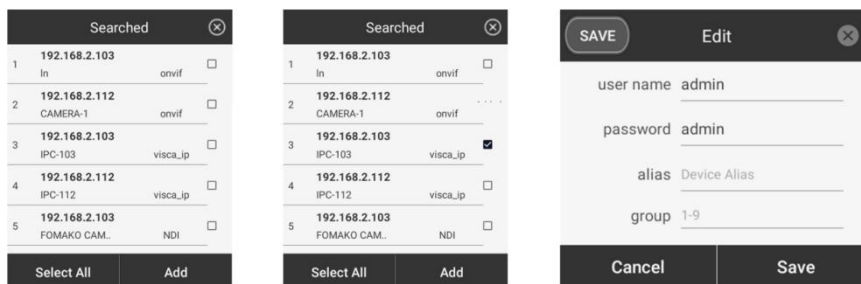 Searched
1 192.168.2.103
In onvif
2 192.168.2.112
CAMERA-1 onvif
3 192.168.2.103
IPC-103 visca_ip
4 192.168.2.112
IPC-112 visca_ip
5 192.168.2.103
FOMAKO CAM.. NDI
Select All Add
Searched
1 192.168.2.103
In onvif
2 192.168.2.112
CAMERA-1 onvif
3 192.168.2.103
IPC-103 visca_ip
4 192.168.2.112
IPC-112 visca_ip
5 192.168.2.103
FOMAKO CAM.. NDI
Select All Add
SAVE Edit
user name admin
password admin
alias Device Alias
group 1-9
Cancel Save